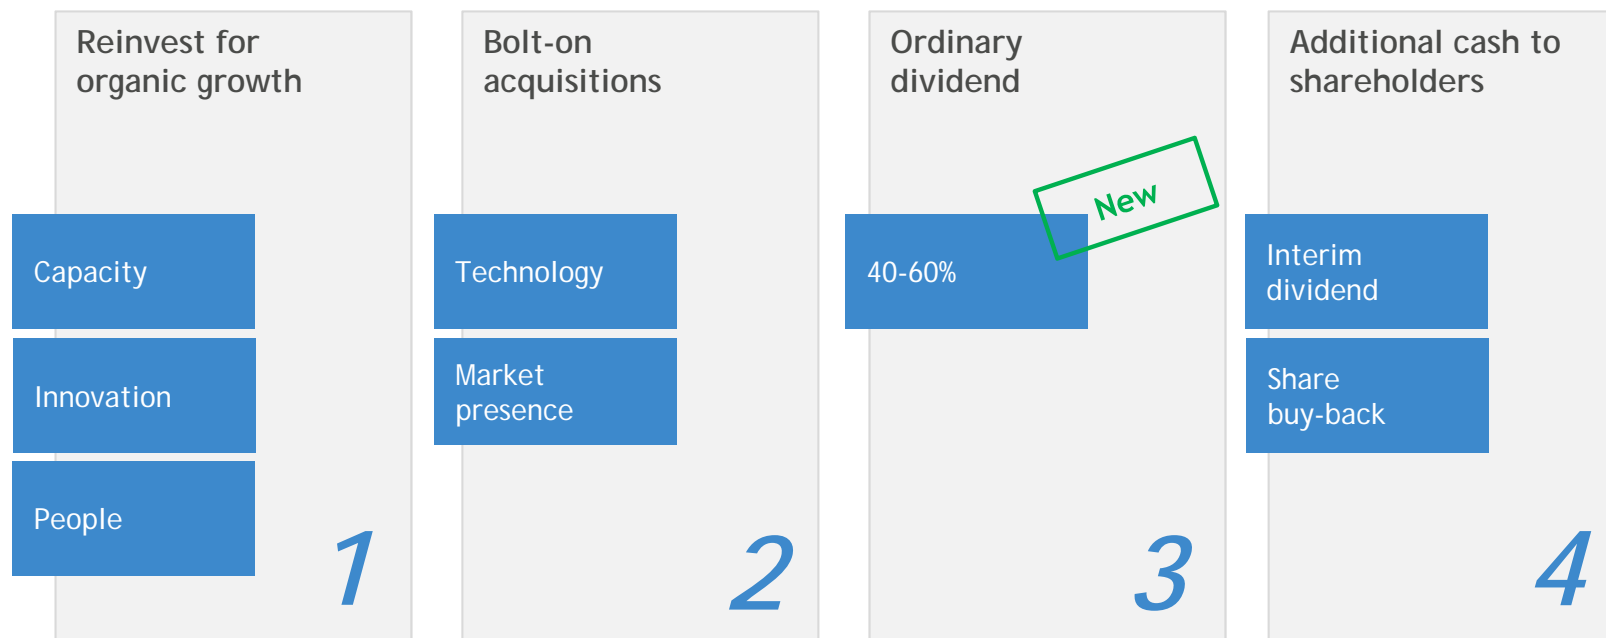 Reinvest for
organic growth
Capacity
Innovation
People
1
Bolt-on
acquisitions
Technology
Market
presence
2
Ordinary
dividend
New
40-60%
3
Additional cash to
shareholders
Interim
dividend
Share
buy-back
4